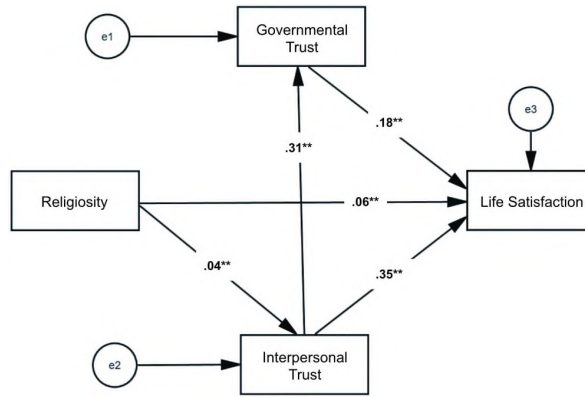 e1
Governmental
Trust
e3
.18**
.31**
Religiosity
.06**
Life Satisfaction
.04**
.35**
e2
Interpersonal
Trust